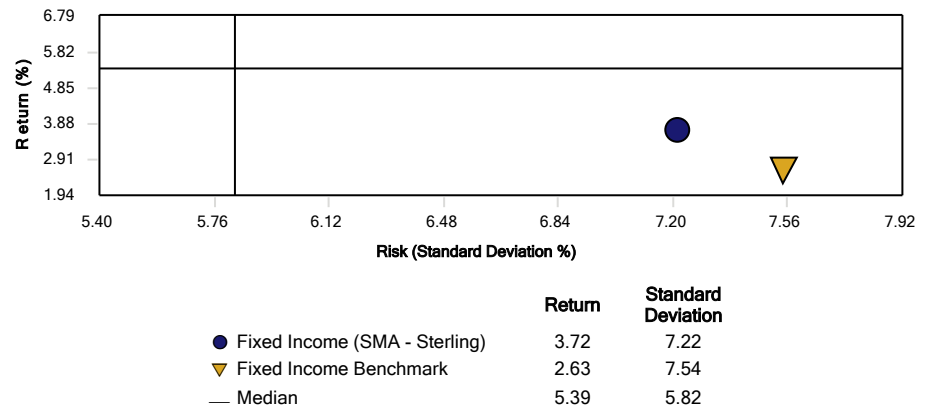 6.79
5.82
4.85
3.88
2.91
1.94
Return (%)
5.40 5.76 6.12 6.48 6.84 7.20 7.56 7.92
Risk (Standard Deviation %)
Return Standard Deviation
Fixed Income (SMA - Sterling) 3.72 7.22
Fixed Income Benchmark 2.63 7.54
Median 5.39 5.82